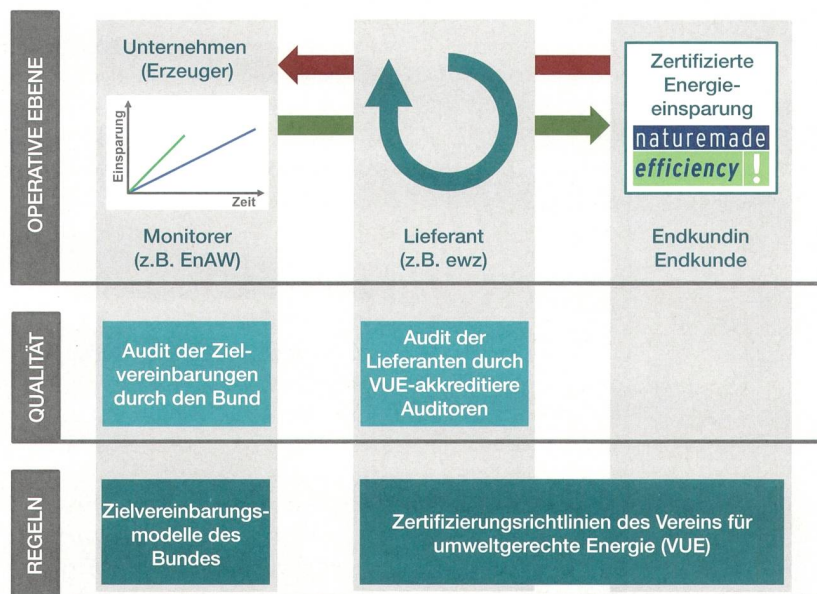 OPERATIVE EBENE
Unternehmen
(Erzeuger)
Einsparung
Zeit
Monitorer
(z.B. EnAW)
Lieferant
(z.B. ewz)
Zertifizierte
Energie-
einsparung
naturemade
efficiency!
Endkundin
Endkunde
QUALITÄT
Audit der Ziel-
vereinbarungen
durch den Bund
Audit der
Lieferanten durch
VUE-akkreditiere
Auditoren
REGELN
Zielvereinbarungs-
modelle des
Bundes
Zertifizierungsrichtlinien des Vereins für
umweltgerechte Energie (VUE)